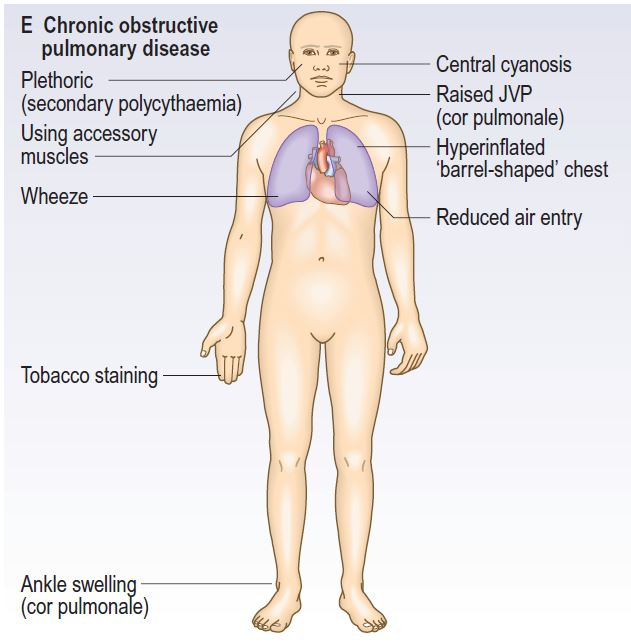 E Chronic obstructive
pulmonary disease
Plethoric
(secondary polycythaemia)
Using accessory
muscles
Wheeze
Tobacco staining
Ankle swelling
(cor pulmonale)
Central cyanosis
Raised JVP
(cor pulmonale)
Hyperinflated
‘barrel-shaped’ chest
Reduced air entry